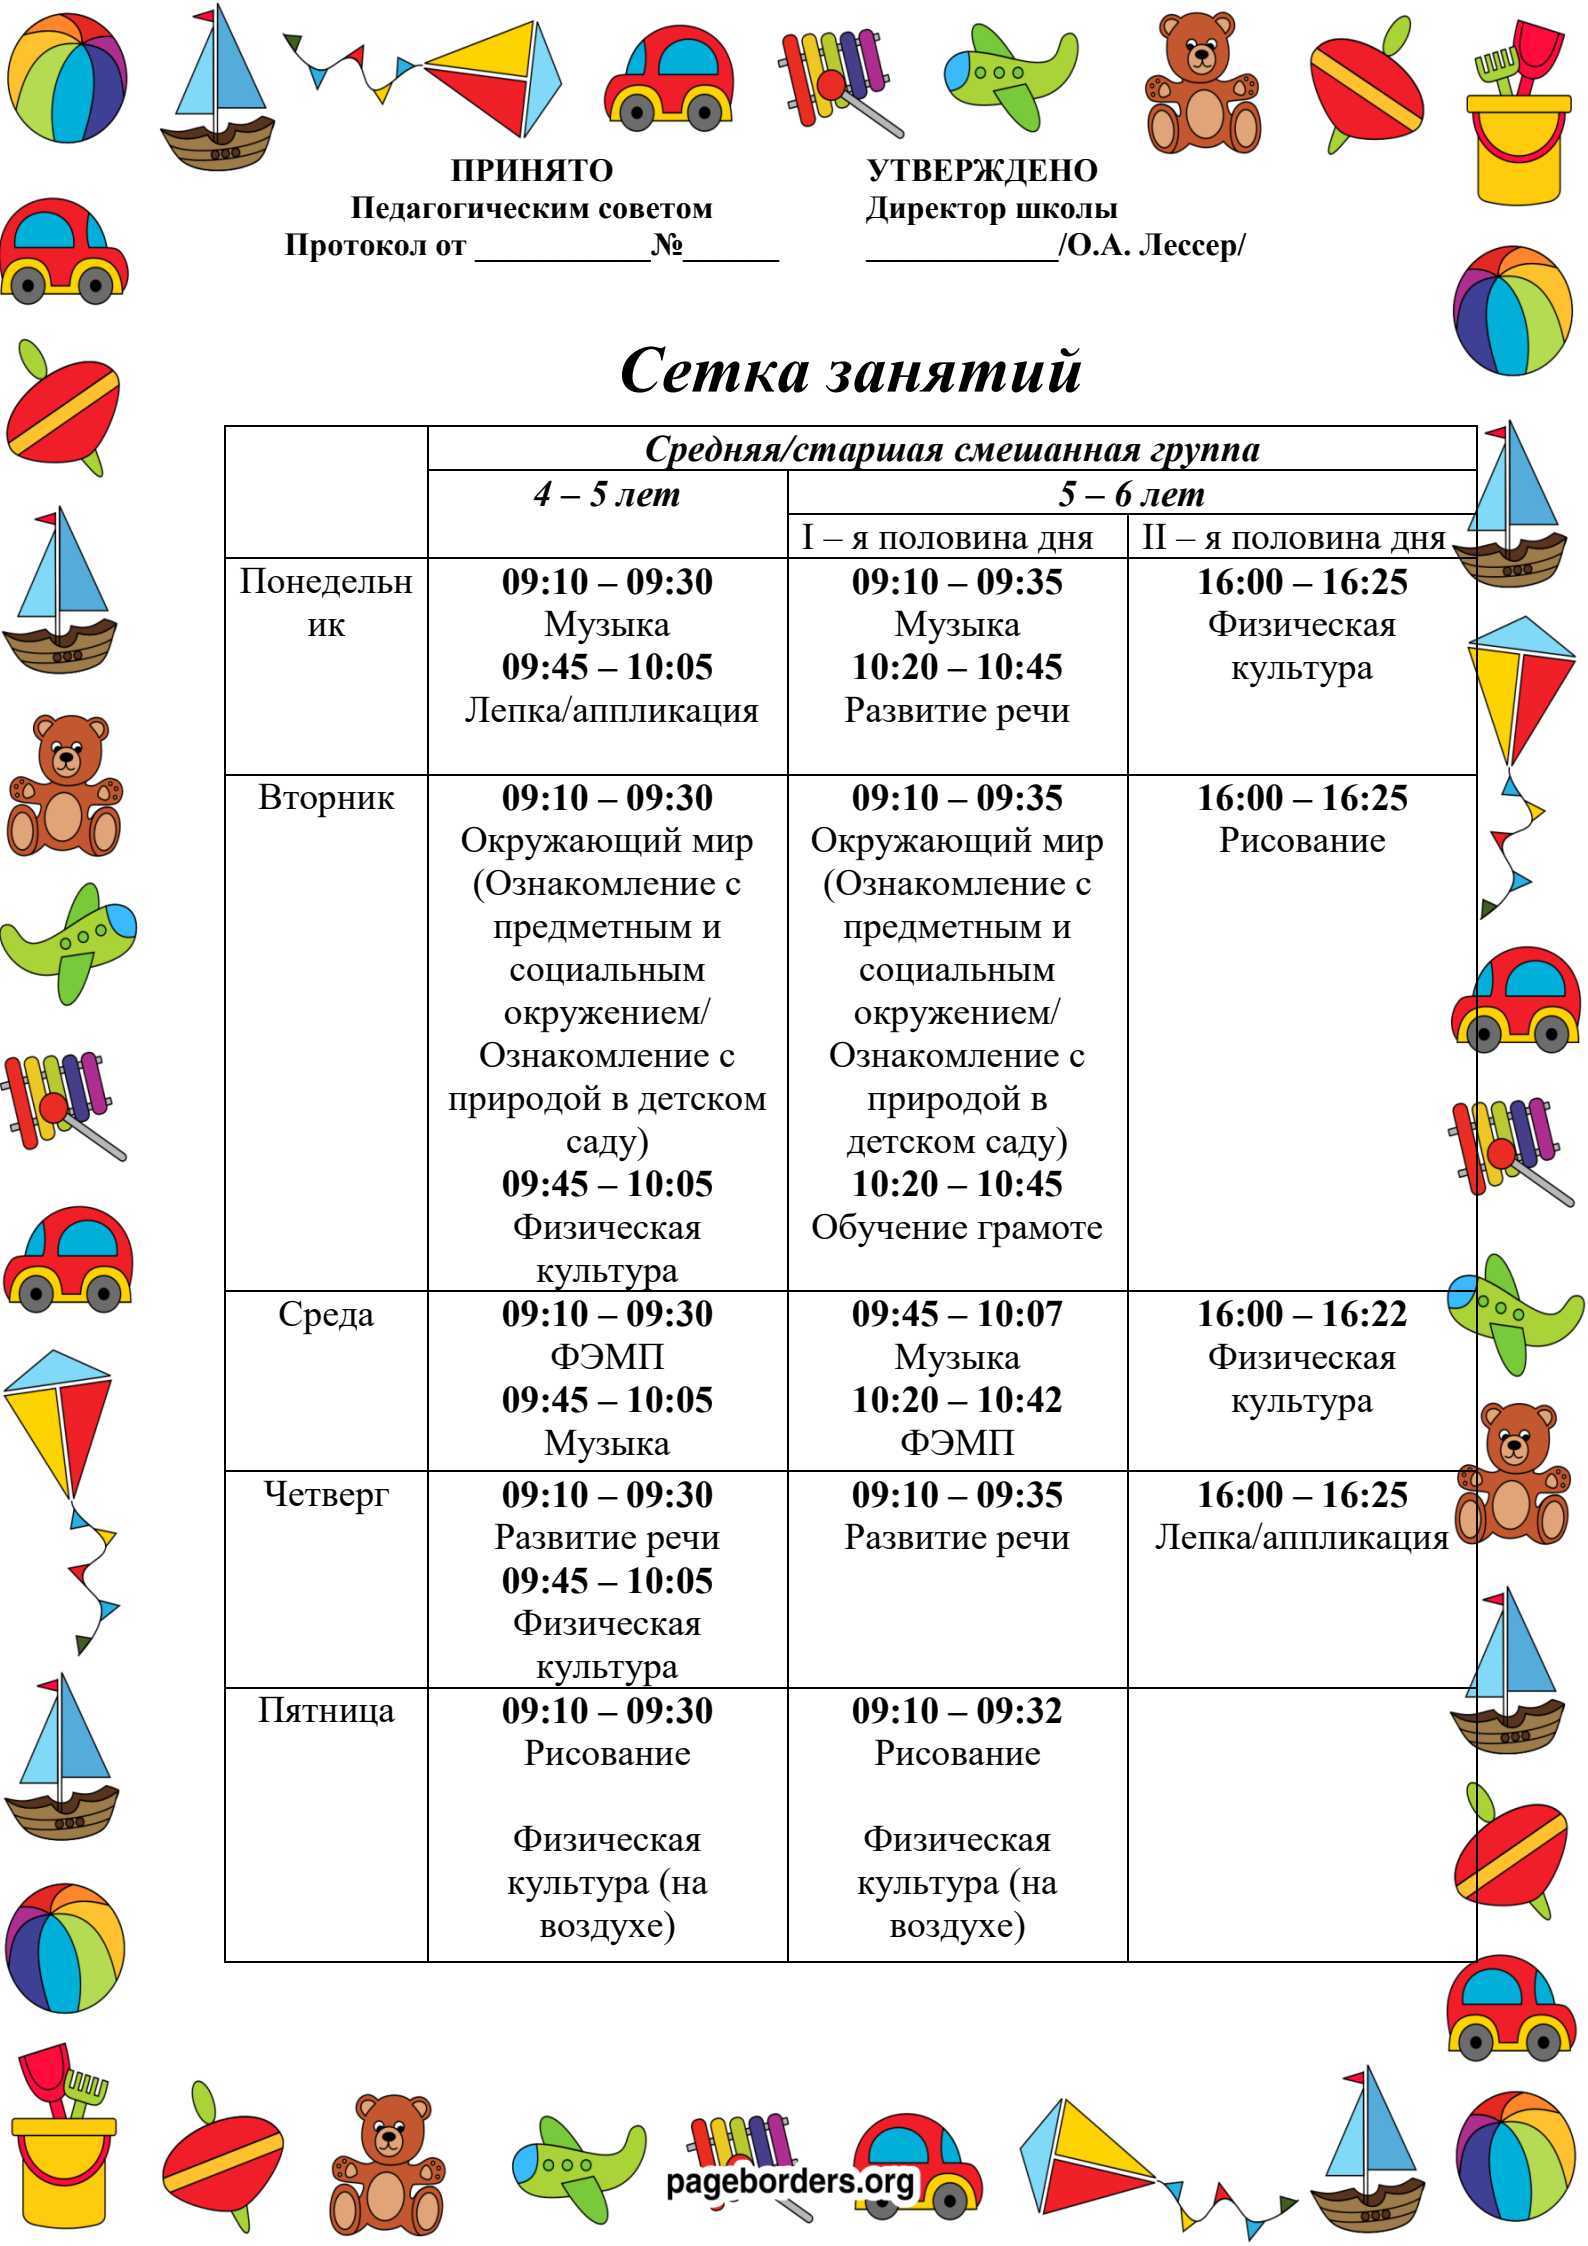 ПРИНЯТО
Педагогическим советом
Протокол от ___________№______
УТВЕРЖДЕНО
Директор школы
____________/О.А. Лессер/
Сетка занятий
Средняя/старшая смешанная группа
4 – 5 лет
5 – 6 лет
I – я половина дня
II – я половина дня
Понедельн
ик
09:10 – 09:30
Музыка
09:45 – 10:05
Лепка/аппликация
09:10 – 09:35
Музыка
10:20 – 10:45
Развитие речи
16:00 – 16:25
Физическая
культура
Вторник
09:10 – 09:30
Окружающий мир
(Ознакомление с
предметным и
социальным
окружением/
Ознакомление с
природой в детском
саду)
09:45 – 10:05
Физическая
культура
09:10 – 09:35
Окружающий мир
(Ознакомление с
предметным и
социальным
окружением/
Ознакомление с
природой в
детском саду)
10:20 – 10:45
Обучение грамоте
16:00 – 16:25
Рисование
Среда
09:10 – 09:30
ФЭМП
09:45 – 10:05
Музыка
09:45 – 10:07
Музыка
10:20 – 10:42
ФЭМП
16:00 – 16:22
Физическая
культура
Четверг
09:10 – 09:30
Развитие речи
09:45 – 10:05
Физическая
культура
09:10 – 09:35
Развитие речи
16:00 – 16:25
Лепка/аппликация
Пятница
09:10 – 09:30
Рисование
Физическая
культура (на
воздухе)
09:10 – 09:32
Рисование
Физическая
культура (на
воздухе)
pageborders.org